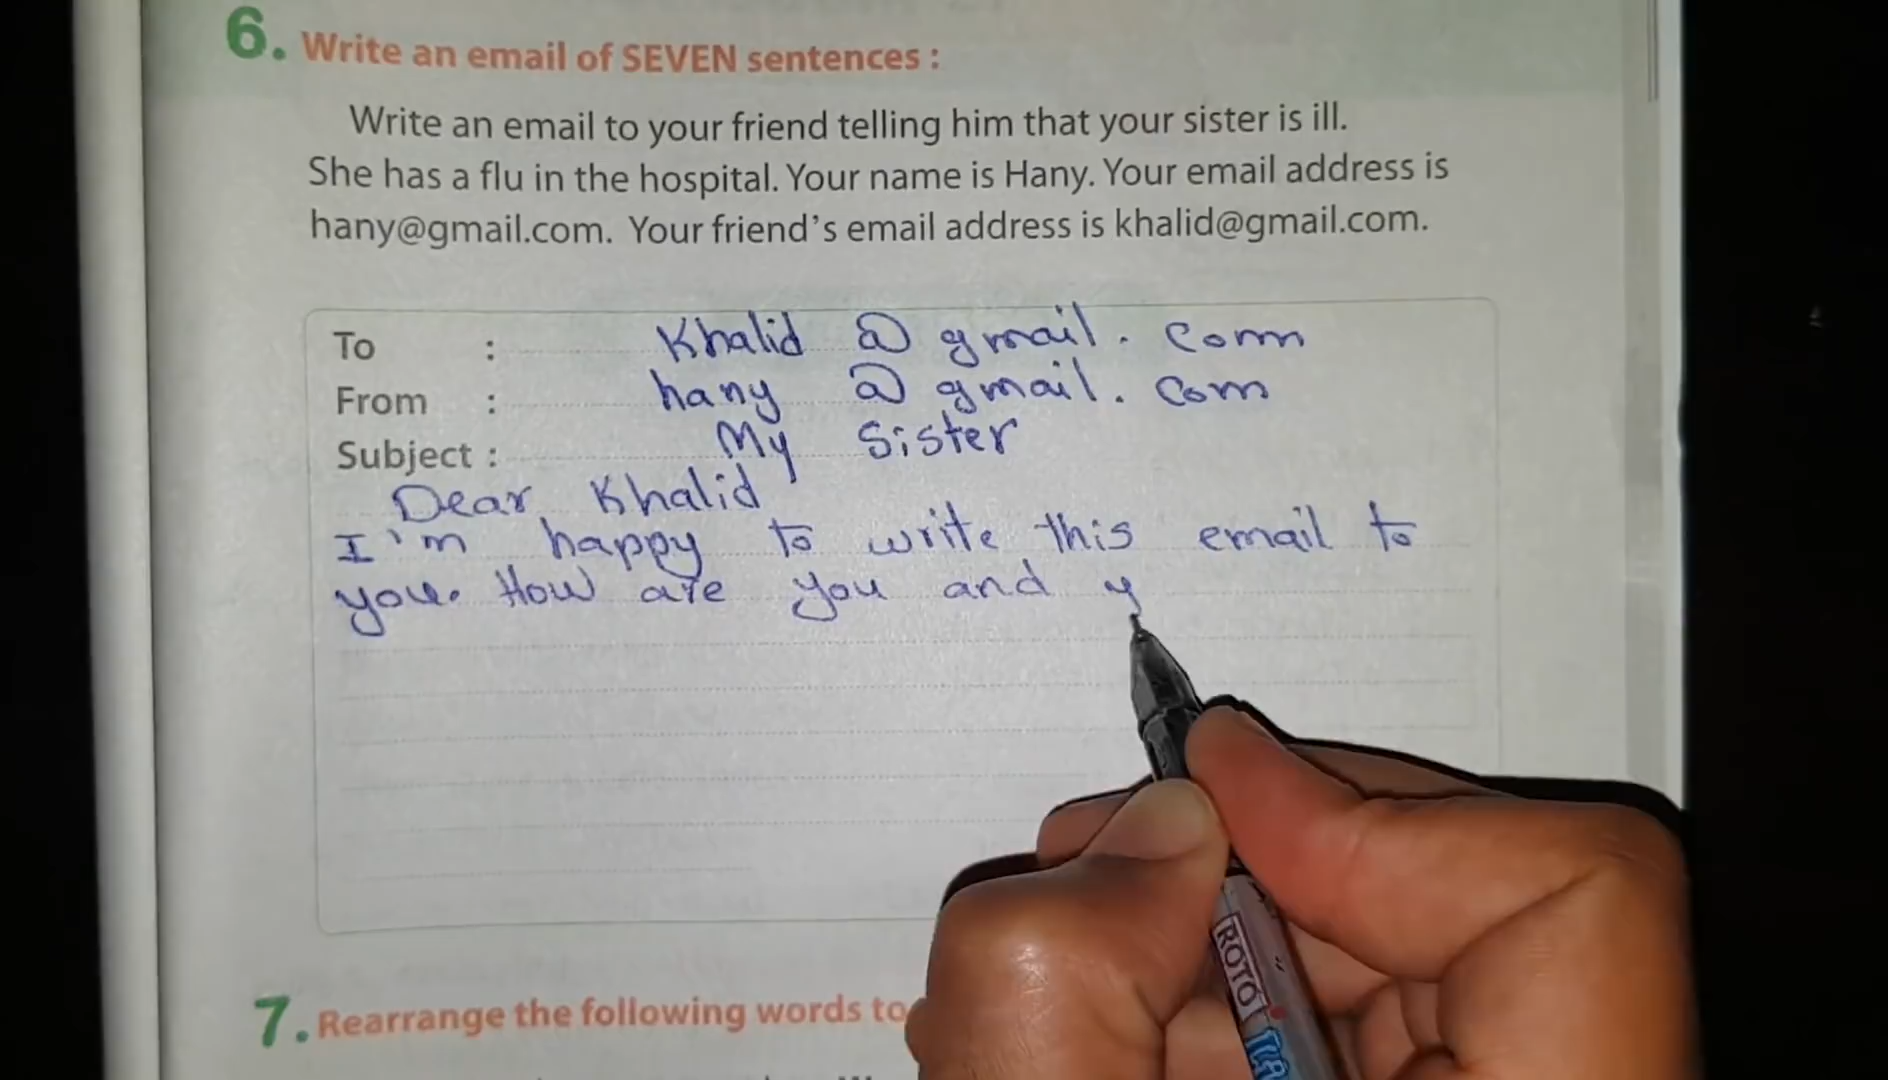 6. Write an email of SEVEN sentences :
Write an email to your friend telling him that your sister is ill.
She has a flu in the hospital. Your name is Hany. Your email address is
hany@gmail.com. Your friend's email address is khalid@gmail.com.
To : Khalid @ gmail. com
From : hany @ gmail. com
Subject : My Sister
Dear Khalid
I'm happy to write this email to
you. How are you and y
7. Rearrange the following words to
ROTO